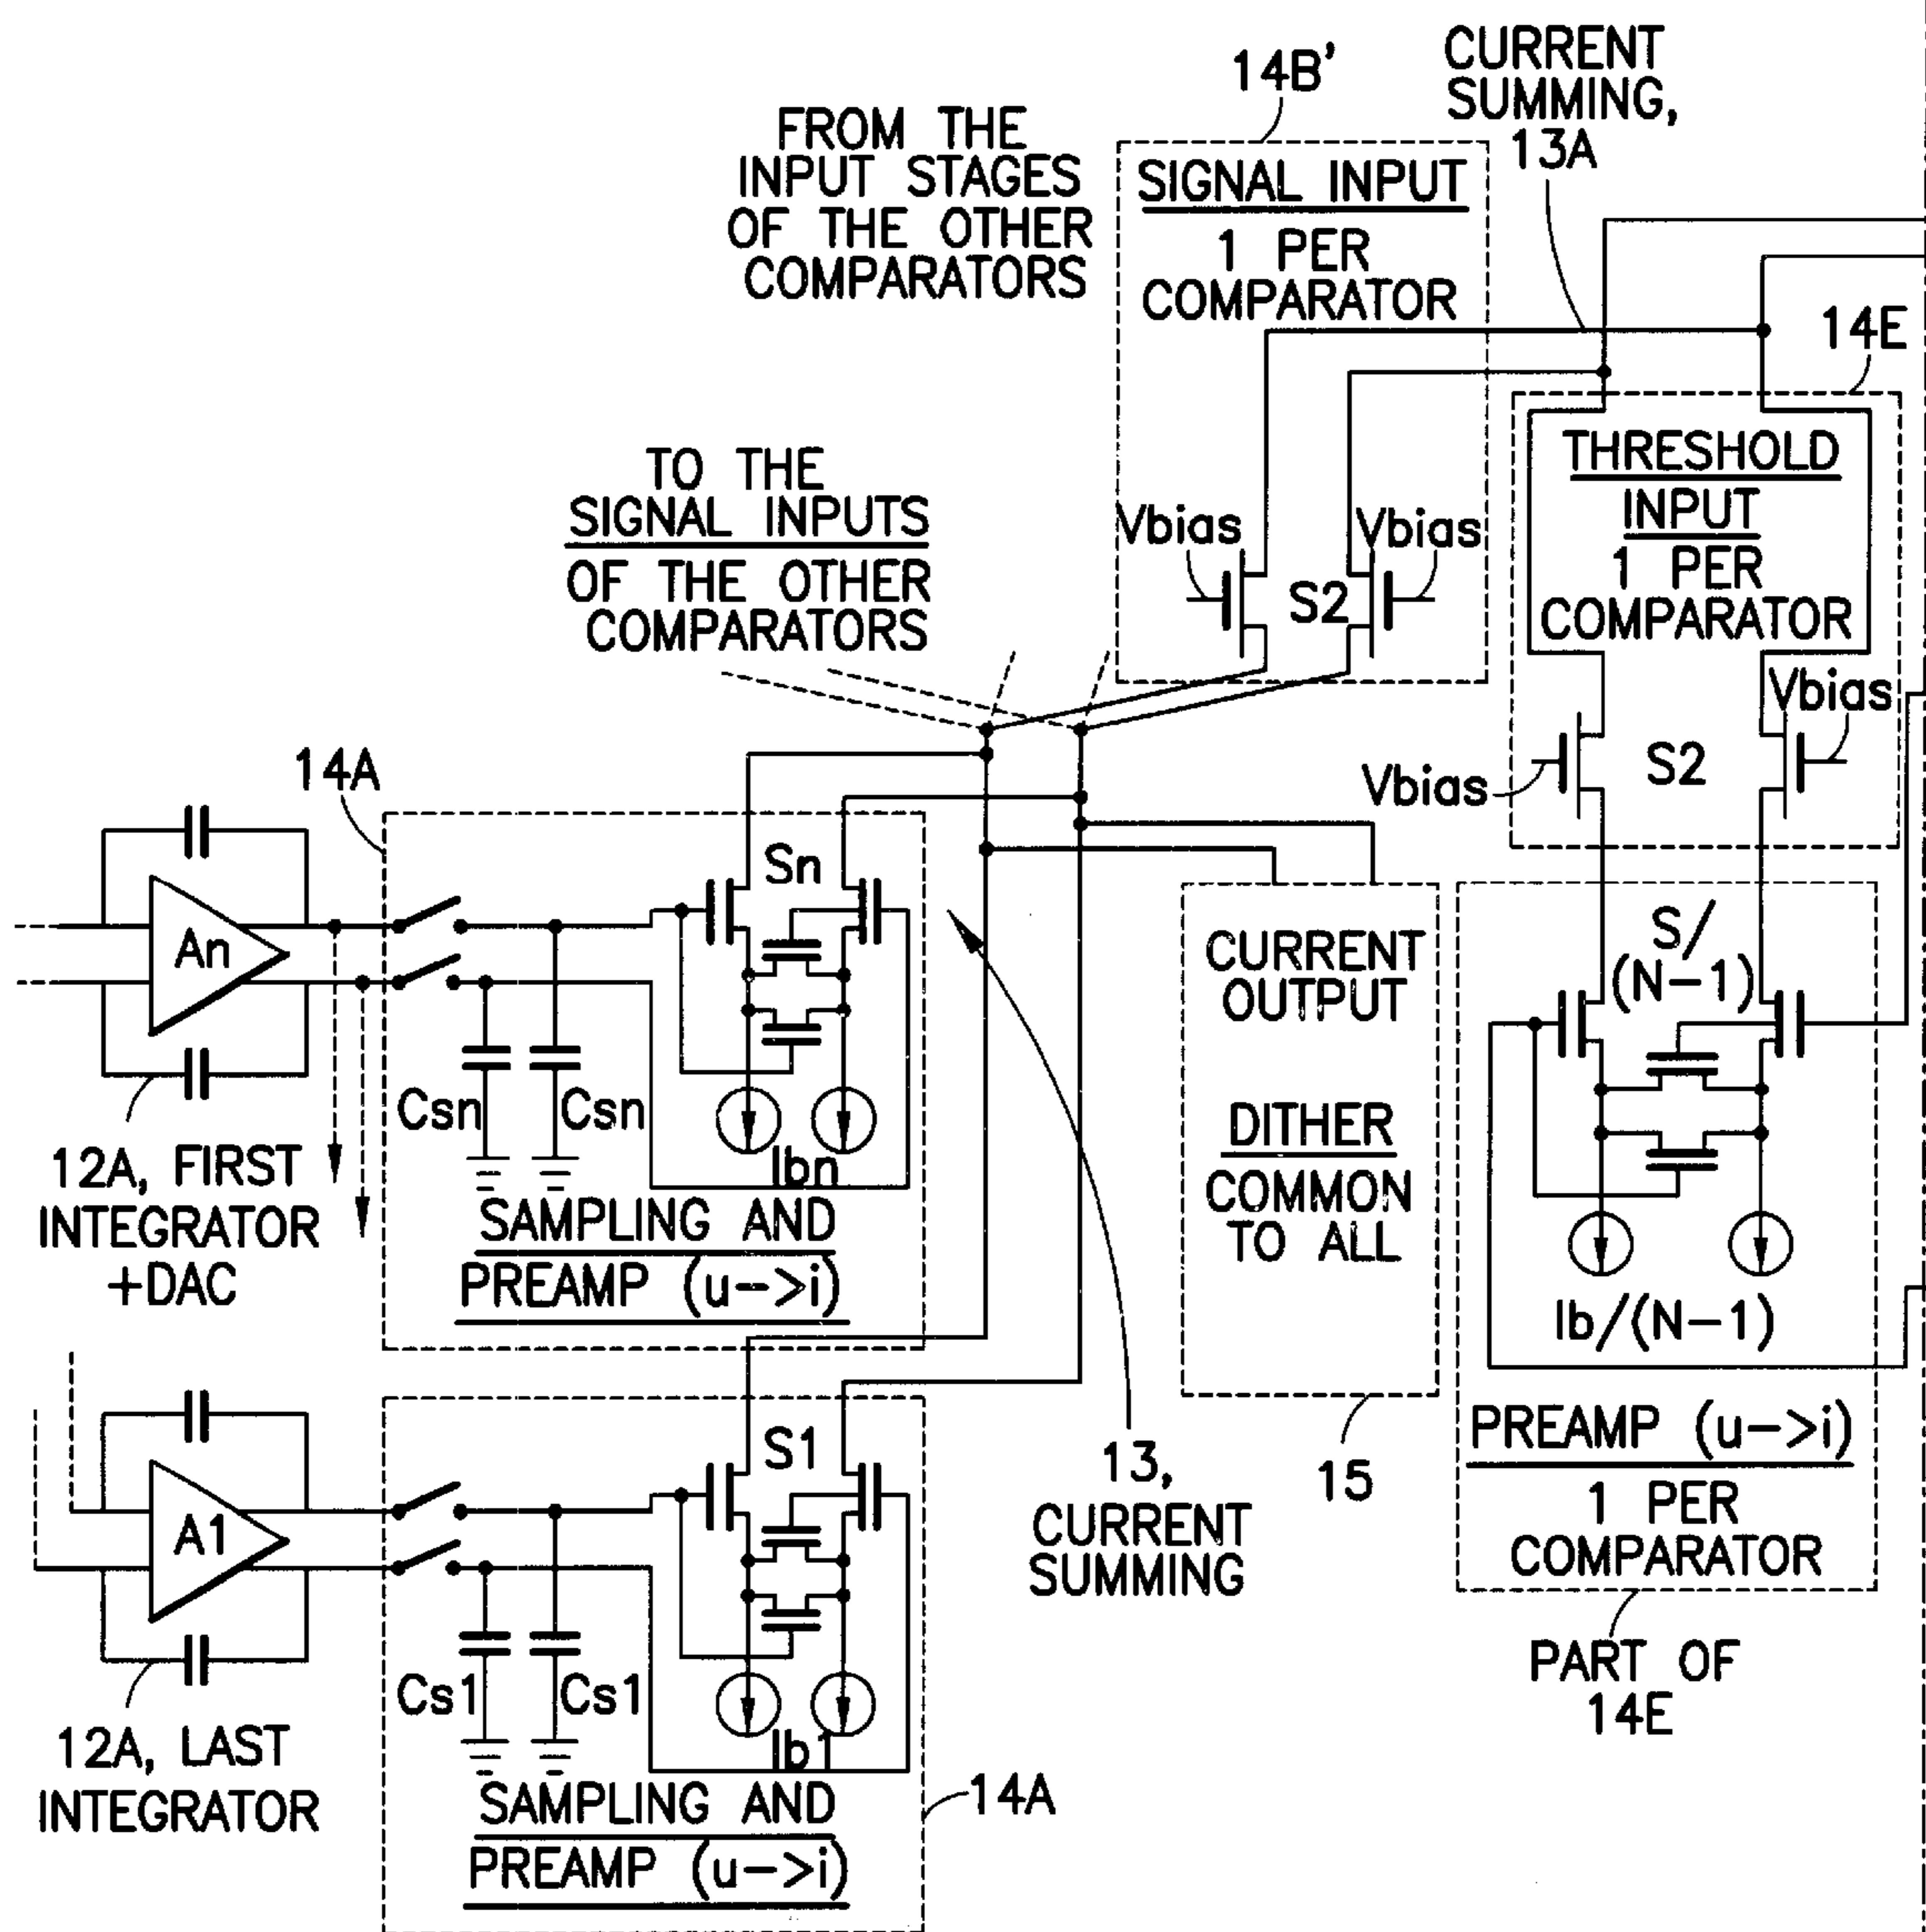 14B'
CURRENT
SUMMING,
13A
FROM THE
INPUT STAGES
OF THE OTHER
COMPARATORS
SIGNAL INPUT
1 PER
COMPARATOR
14E
TO THE
SIGNAL INPUTS
OF THE OTHER
COMPARATORS
Vbias
Vbias
S2
THRESHOLD
INPUT
1 PER
COMPARATOR
Vbias
Vbias
S2
14A
An
Sn
Csn
Csn
Ibn
12A, FIRST
INTEGRATOR
+DAC
SAMPLING AND
PREAMP (u->i)
CURRENT
OUTPUT
DITHER
COMMON
TO ALL
15
S/
(N-1)
Ib/(N-1)
PREAMP (u->i)
1 PER
COMPARATOR
PART OF
14E
13,
CURRENT
SUMMING
A1
S1
Cs1
Cs1
Ib1
12A, LAST
INTEGRATOR
SAMPLING AND
PREAMP (u->i)
14A